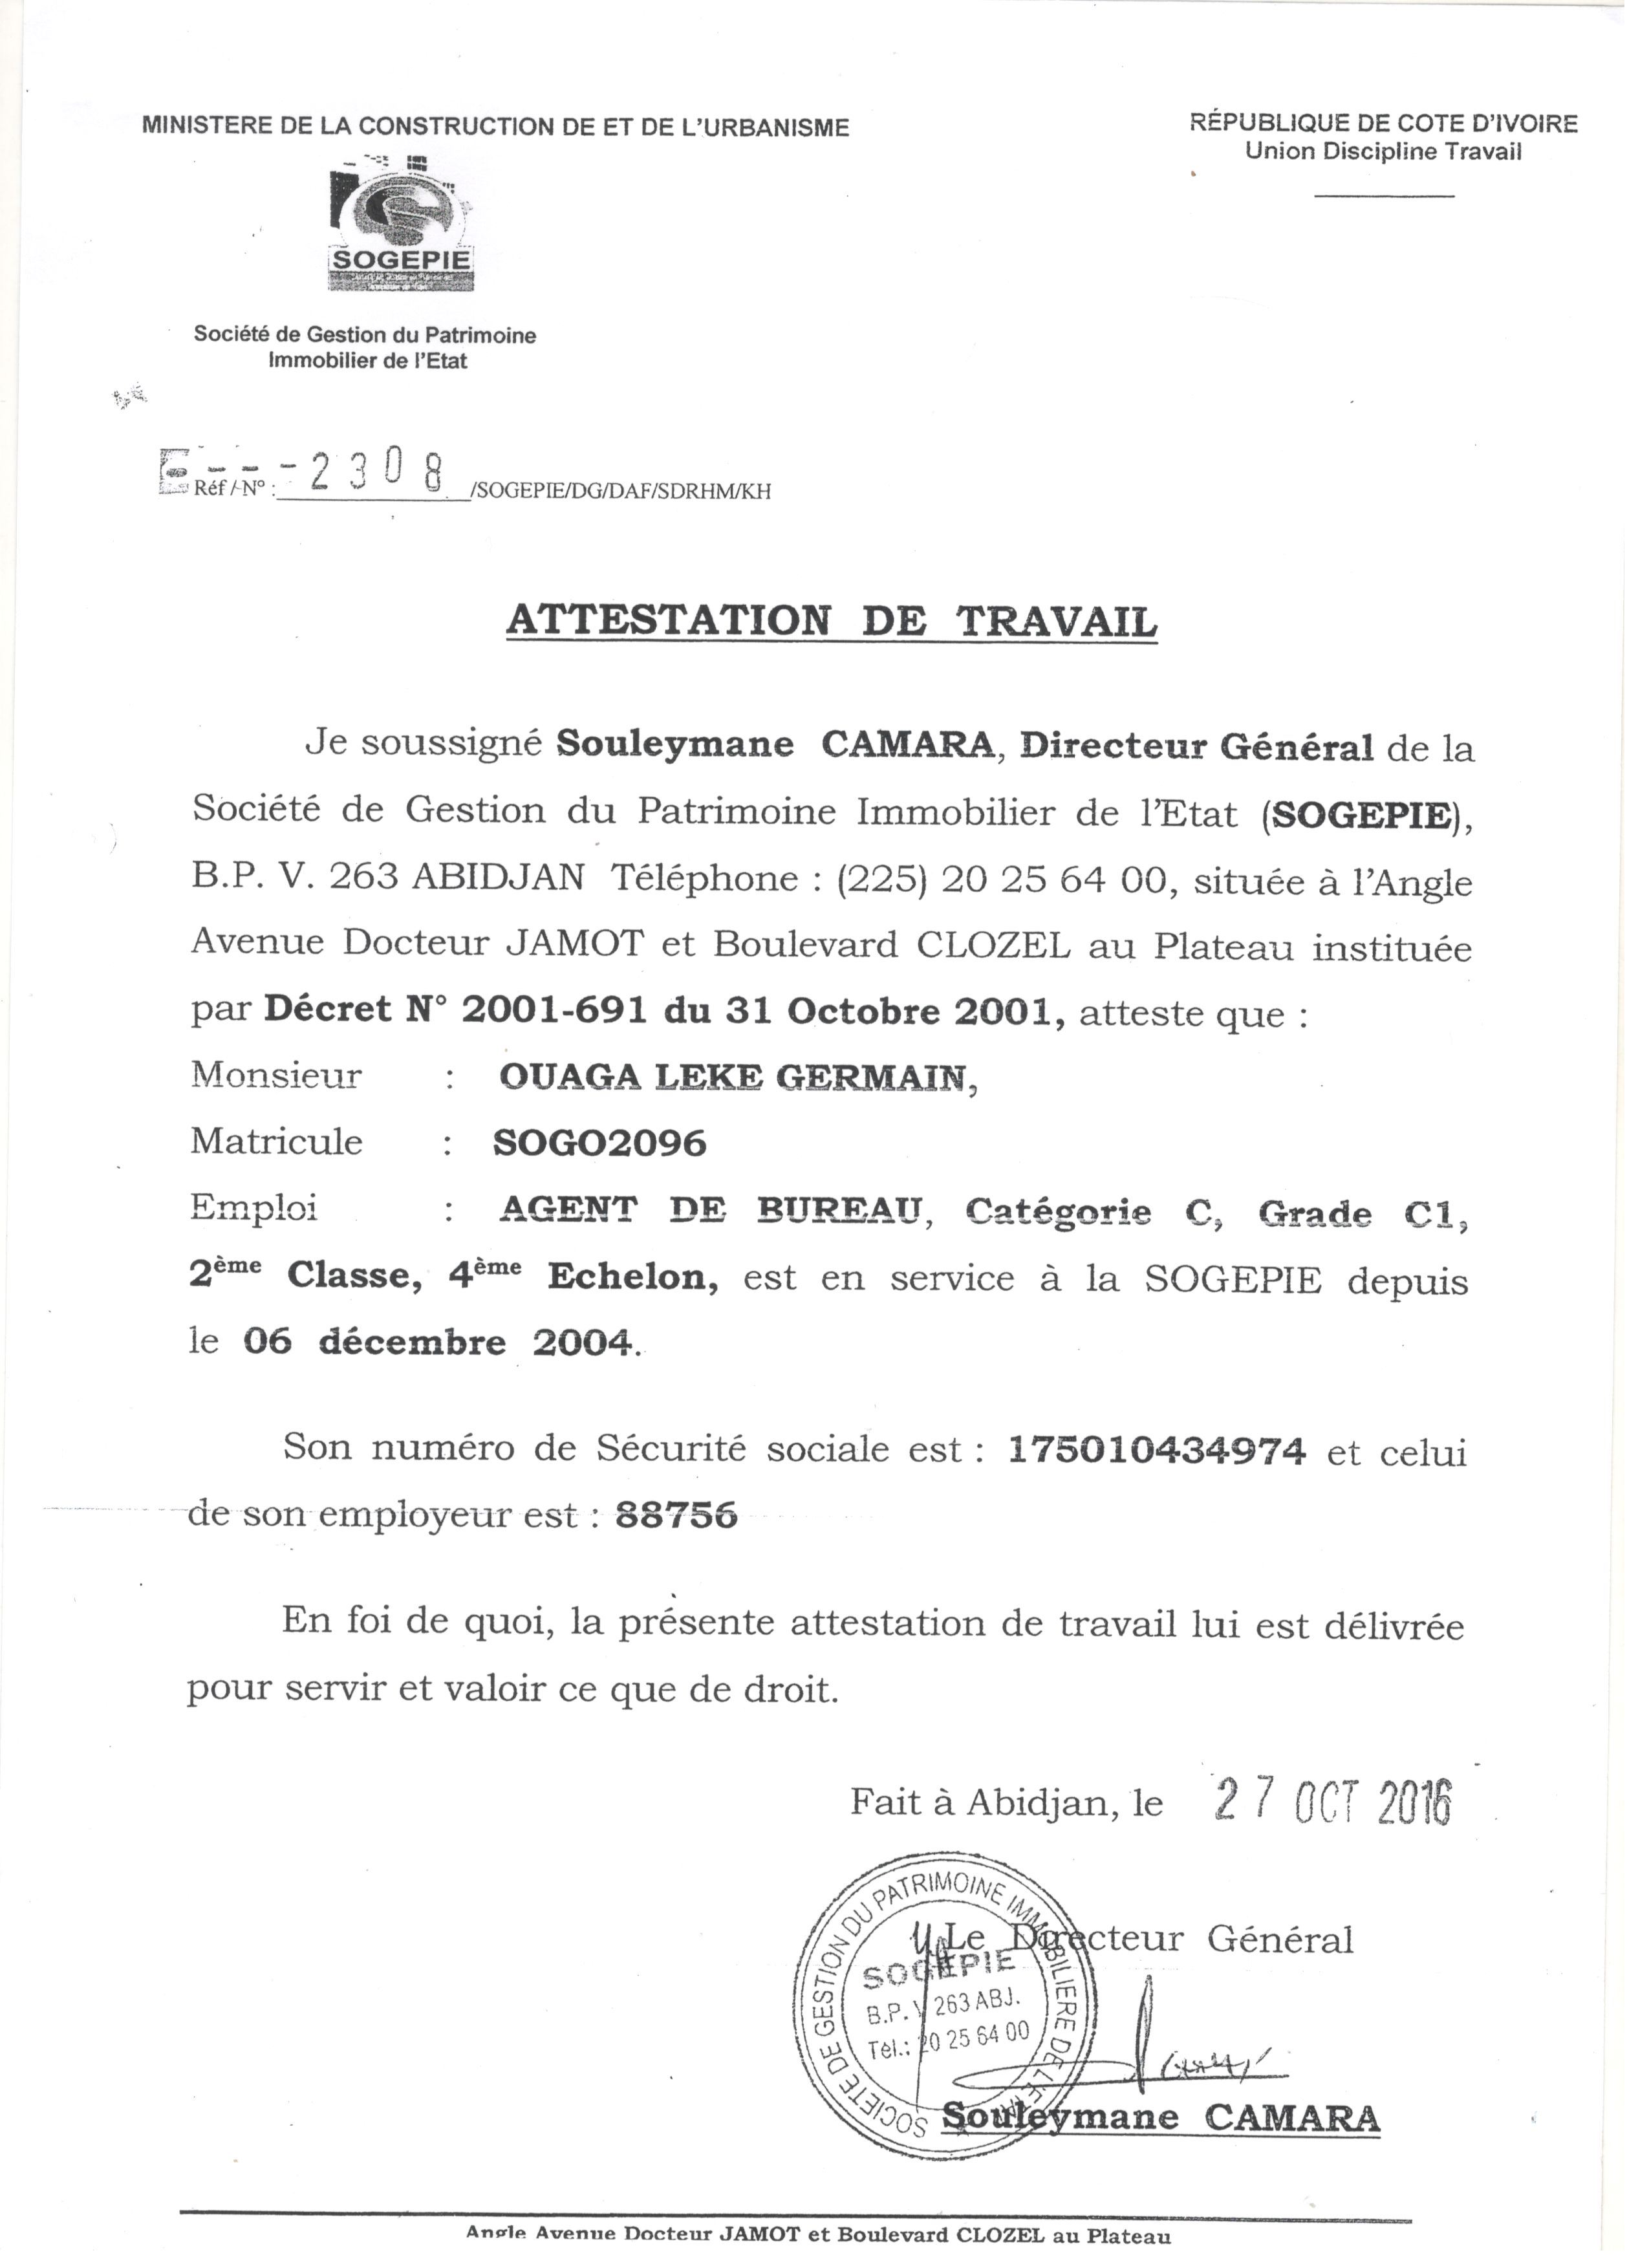 MINISTERE DE LA CONSTRUCTION DE ET DE L'URBANISME
RÉPUBLIQUE DE COTE D'IVOIRE
Union Discipline Travail
SOGEPIE
Société de Gestion du Patrimoine
Immobilier de l'Etat
Réf / N° : 2308 /SOGEPIE/DG/DAF/SDRHM/KH
ATTESTATION DE TRAVAIL
Je soussigné Souleymane CAMARA, Directeur Général de la
Société de Gestion du Patrimoine Immobilier de l'Etat (SOGEPIE),
B.P. V. 263 ABIDJAN Téléphone : (225) 20 25 64 00, située à l'Angle
Avenue Docteur JAMOT et Boulevard CLOZEL au Plateau instituée
par Décret N° 2001-691 du 31 Octobre 2001, atteste que :
Monsieur : OUAGA LEKE GERMAIN,
Matricule : SOGO2096
Emploi : AGENT DE BUREAU, Catégorie C, Grade C1,
2ème Classe, 4ème Echelon, est en service à la SOGEPIE depuis
le 06 décembre 2004.
Son numéro de Sécurité sociale est : 175010434974 et celui
de son employeur est : 88756
En foi de quoi, la présente attestation de travail lui est délivrée
pour servir et valoir ce que de droit.
Fait à Abidjan, le 27 OCT 2016
Le Directeur Général
SOCIETE DE GESTION DU PATRIMOINE IMMOBILIERE DE L'ETAT
SOGEPIE
B.P. V 263 ABJ.
Tél.: 20 25 64 00
Souleymane CAMARA
Angle Avenue Docteur JAMOT et Boulevard CLOZEL au Plateau